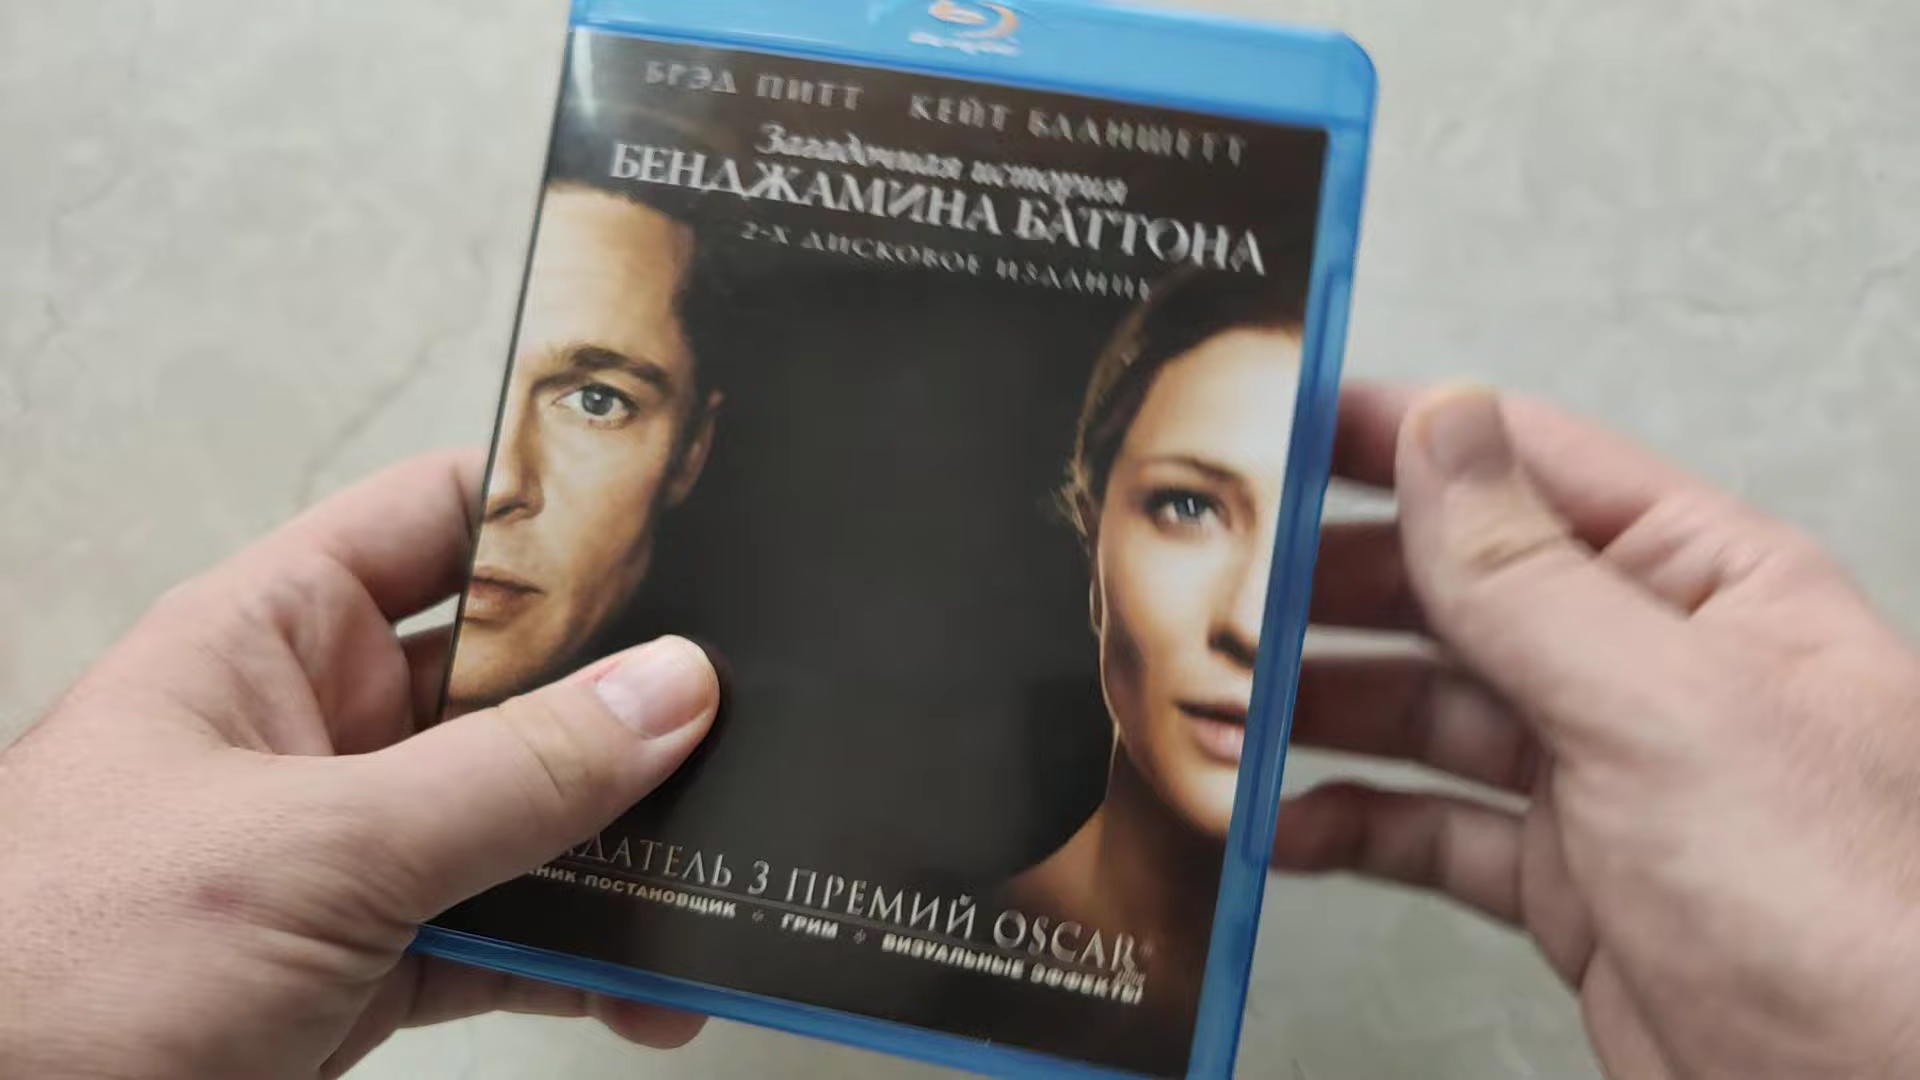 БРЭД ПИТТ КЕЙТ БЛАНШЕТТ
Загадочная история
БЕНДЖАМИНА БАТТОНА
2-Х ДИСКОВОЕ ИЗДАНИЕ
ДАТЕЛЬ 3 ПРЕМИЙ OSCAR®
НИК-ПОСТАНОВЩИК * ГРИМ * ВИЗУАЛЬНЫЕ ЭФФЕКТЫ